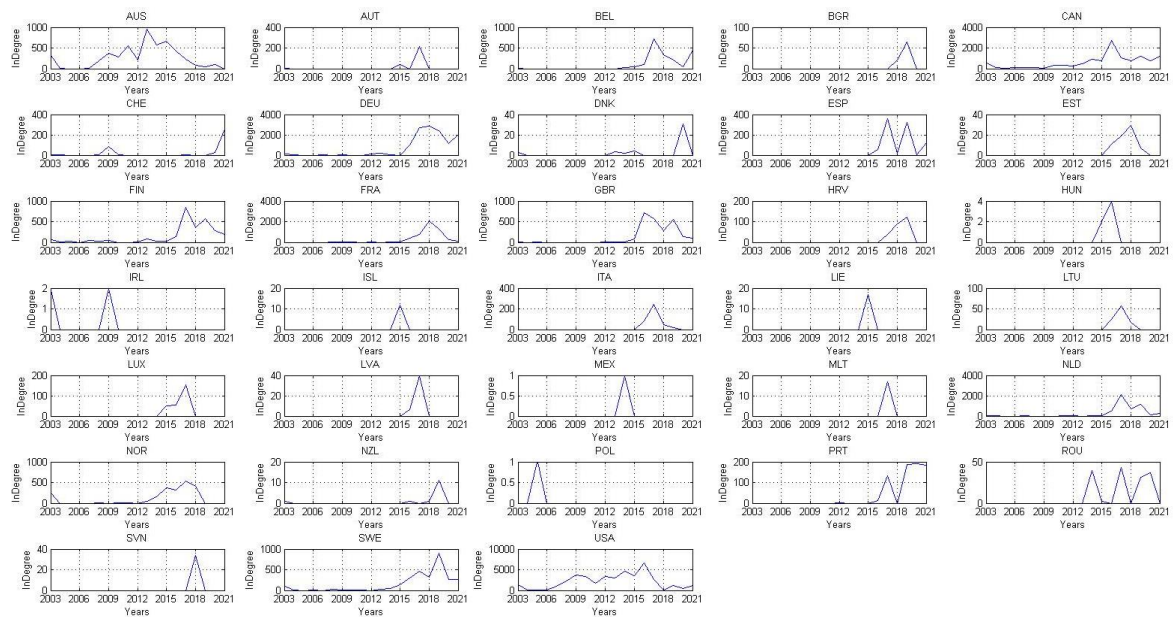 AUS
1000
500
0
InDegree
2003 2006 2009 2012 2015 2018 2021
Years
AUT
400
200
0
InDegree
2003 2006 2009 2012 2015 2018 2021
Years
BEL
1000
500
0
InDegree
2003 2006 2009 2012 2015 2018 2021
Years
BGR
100
50
0
InDegree
2003 2006 2009 2012 2015 2018 2021
Years
CAN
4000
2000
0
InDegree
2003 2006 2009 2012 2015 2018 2021
Years
CHE
400
200
0
InDegree
2003 2006 2009 2012 2015 2018 2021
Years
DEU
4000
2000
0
InDegree
2003 2006 2009 2012 2015 2018 2021
Years
DNK
40
20
0
InDegree
2003 2006 2009 2012 2015 2018 2021
Years
ESP
400
200
0
InDegree
2003 2006 2009 2012 2015 2018 2021
Years
EST
40
20
0
InDegree
2003 2006 2009 2012 2015 2018 2021
Years
FIN
1000
500
0
InDegree
2003 2006 2009 2012 2015 2018 2021
Years
FRA
4000
2000
0
InDegree
2003 2006 2009 2012 2015 2018 2021
Years
GBR
1000
500
0
InDegree
2003 2006 2009 2012 2015 2018 2021
Years
HRV
200
100
0
InDegree
2003 2006 2009 2012 2015 2018 2021
Years
HUN
4
2
0
InDegree
2003 2006 2009 2012 2015 2018 2021
Years
IRL
2
1
0
InDegree
2003 2006 2009 2012 2015 2018 2021
Years
ISL
20
10
0
InDegree
2003 2006 2009 2012 2015 2018 2021
Years
ITA
400
200
0
InDegree
2003 2006 2009 2012 2015 2018 2021
Years
LIE
20
10
0
InDegree
2003 2006 2009 2012 2015 2018 2021
Years
LTU
100
50
0
InDegree
2003 2006 2009 2012 2015 2018 2021
Years
LUX
200
100
0
InDegree
2003 2006 2009 2012 2015 2018 2021
Years
LVA
40
20
0
InDegree
2003 2006 2009 2012 2015 2018 2021
Years
MEX
1
0.5
0
InDegree
2003 2006 2009 2012 2015 2018 2021
Years
MLT
20
10
0
InDegree
2003 2006 2009 2012 2015 2018 2021
Years
NLD
4000
2000
0
InDegree
2003 2006 2009 2012 2015 2018 2021
Years
NOR
1000
500
0
InDegree
2003 2006 2009 2012 2015 2018 2021
Years
NZL
20
10
0
InDegree
2003 2006 2009 2012 2015 2018 2021
Years
POL
1
0.5
0
InDegree
2003 2006 2009 2012 2015 2018 2021
Years
PRT
200
100
0
InDegree
2003 2006 2009 2012 2015 2018 2021
Years
ROU
50
0
InDegree
2003 2006 2009 2012 2015 2018 2021
Years
SVN
40
20
0
InDegree
2003 2006 2009 2012 2015 2018 2021
Years
SWE
1000
500
0
InDegree
2003 2006 2009 2012 2015 2018 2021
Years
USA
10000
5000
0
InDegree
2003 2006 2009 2012 2015 2018 2021
Years